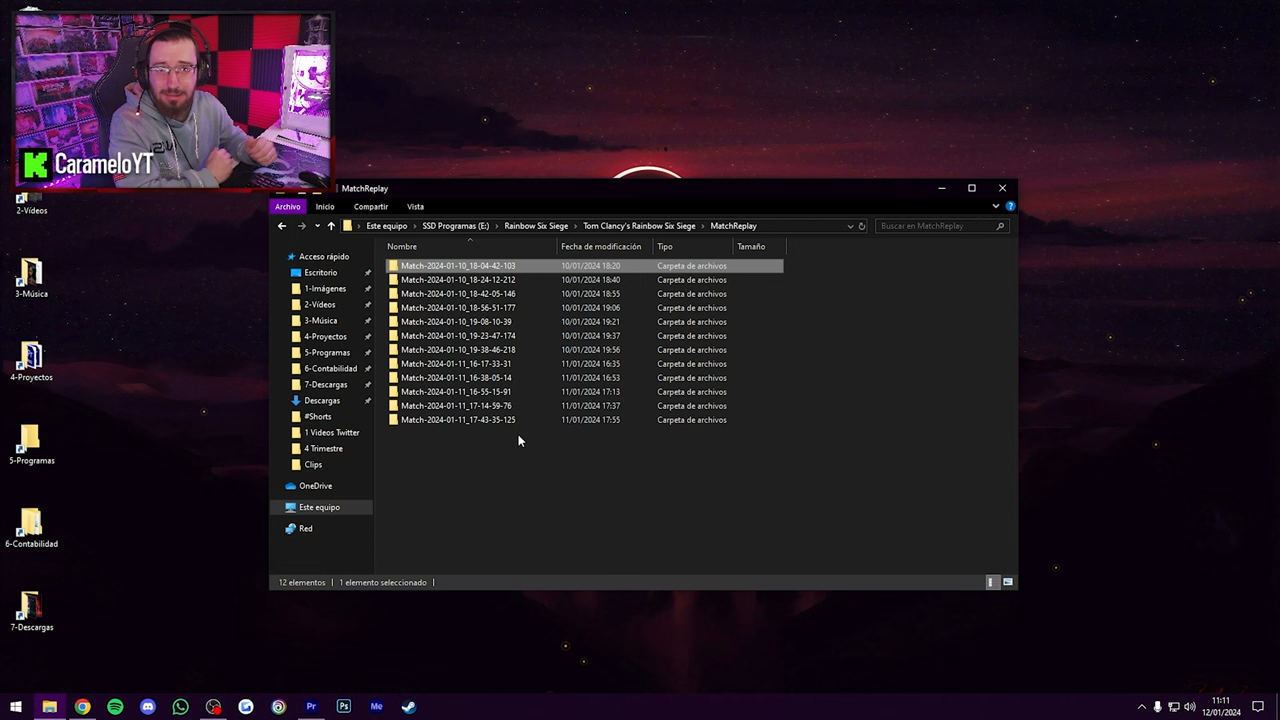 CarameloYT
2-Vídeos
3-Música
4-Proyectos
5-Programas
6-Contabilidad
7-Descargas
MatchReplay
Archivo Inicio Compartir Vista
Este equipo > SSD Programas (E:) > Rainbow Six Siege > Tom Clancy's Rainbow Six Siege > MatchReplay
Buscar en MatchReplay
Nombre Fecha de modificación Tipo Tamaño
Acceso rápido
Escritorio
1-Imágenes
2-Vídeos
3-Música
4-Proyectos
5-Programas
6-Contabilidad
7-Descargas
Descargas
#Shorts
1 Videos Twitter
4 Trimestre
Clips
OneDrive
Este equipo
Red
Match-2024-01-10_18-04-42-103 10/01/2024 18:20 Carpeta de archivos
Match-2024-01-10_18-24-12-212 10/01/2024 18:40 Carpeta de archivos
Match-2024-01-10_18-42-05-146 10/01/2024 18:55 Carpeta de archivos
Match-2024-01-10_18-56-51-177 10/01/2024 19:06 Carpeta de archivos
Match-2024-01-10_19-08-10-39 10/01/2024 19:21 Carpeta de archivos
Match-2024-01-10_19-23-47-174 10/01/2024 19:37 Carpeta de archivos
Match-2024-01-10_19-38-46-218 10/01/2024 19:56 Carpeta de archivos
Match-2024-01-11_16-17-33-31 11/01/2024 16:35 Carpeta de archivos
Match-2024-01-11_16-38-05-14 11/01/2024 16:53 Carpeta de archivos
Match-2024-01-11_16-55-15-91 11/01/2024 17:13 Carpeta de archivos
Match-2024-01-11_17-14-59-76 11/01/2024 17:37 Carpeta de archivos
Match-2024-01-11_17-43-35-125 11/01/2024 17:55 Carpeta de archivos
12 elementos 1 elemento seleccionado
Pr Ps Me
11:11
12/01/2024